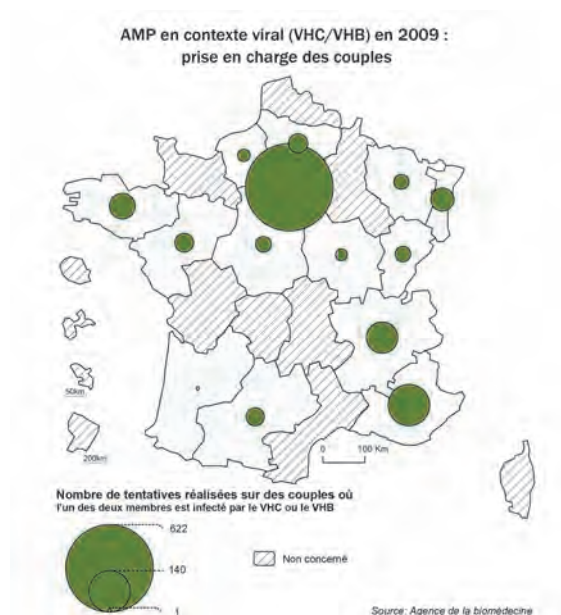 AMP en contexte viral (VHC/VHB) en 2009 :
prise en charge des couples
50km
200km
0 100 Km
Nombre de tentatives réalisées sur des couples où
l'un des deux membres est infecté par le VHC ou le VHB
622
140
1
Non concerné
Source: Agence de la biomédecine